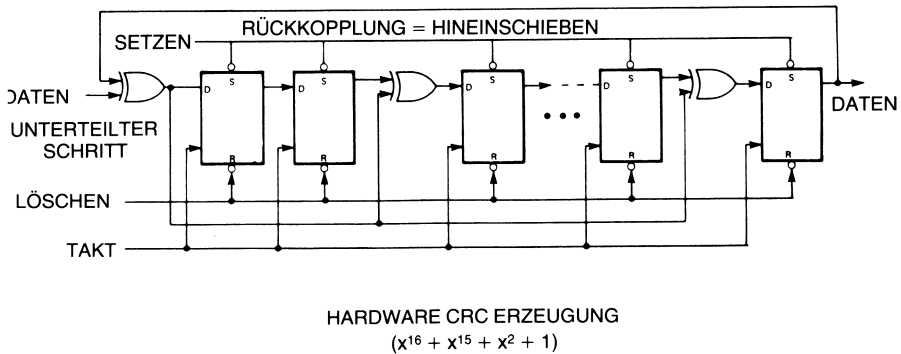 RÜCKKOPPLUNG = HINEINSCHIEBEN
SETZEN
S S S S S
D D D D D
DATEN
DATEN
UNTERTEILTER
SCHRITT
R R R R R
LÖSCHEN
TAKT
HARDWARE CRC ERZEUGUNG
(x¹⁶ + x¹⁵ + x² + 1)